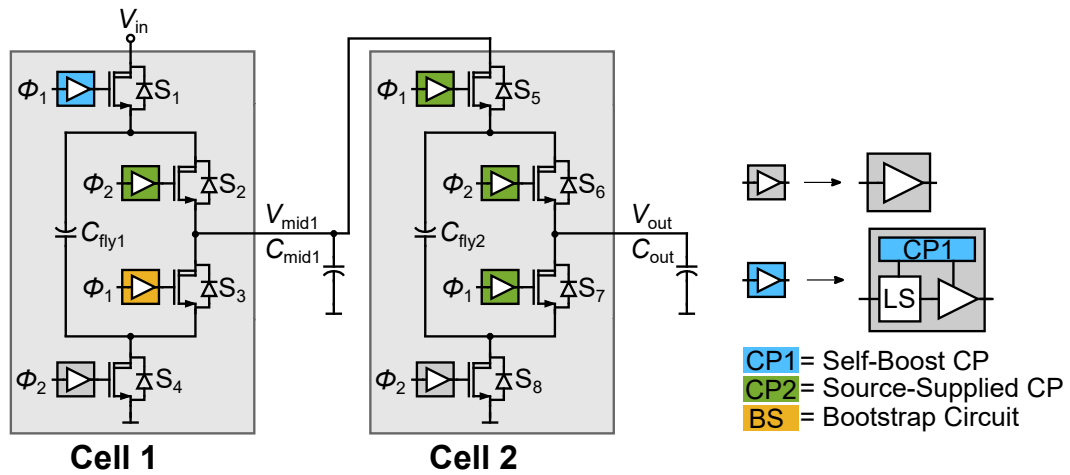 Vin
Φ1
S1
Φ2
S2
Cfly1
Vmid1
Cmid1
Φ1
S3
Φ2
S4
Cell 1
Φ1
S5
Φ2
S6
Cfly2
Vout
Cout
Φ1
S7
Φ2
S8
Cell 2
CP1
LS
CP1 = Self-Boost CP
CP2 = Source-Supplied CP
BS = Bootstrap Circuit